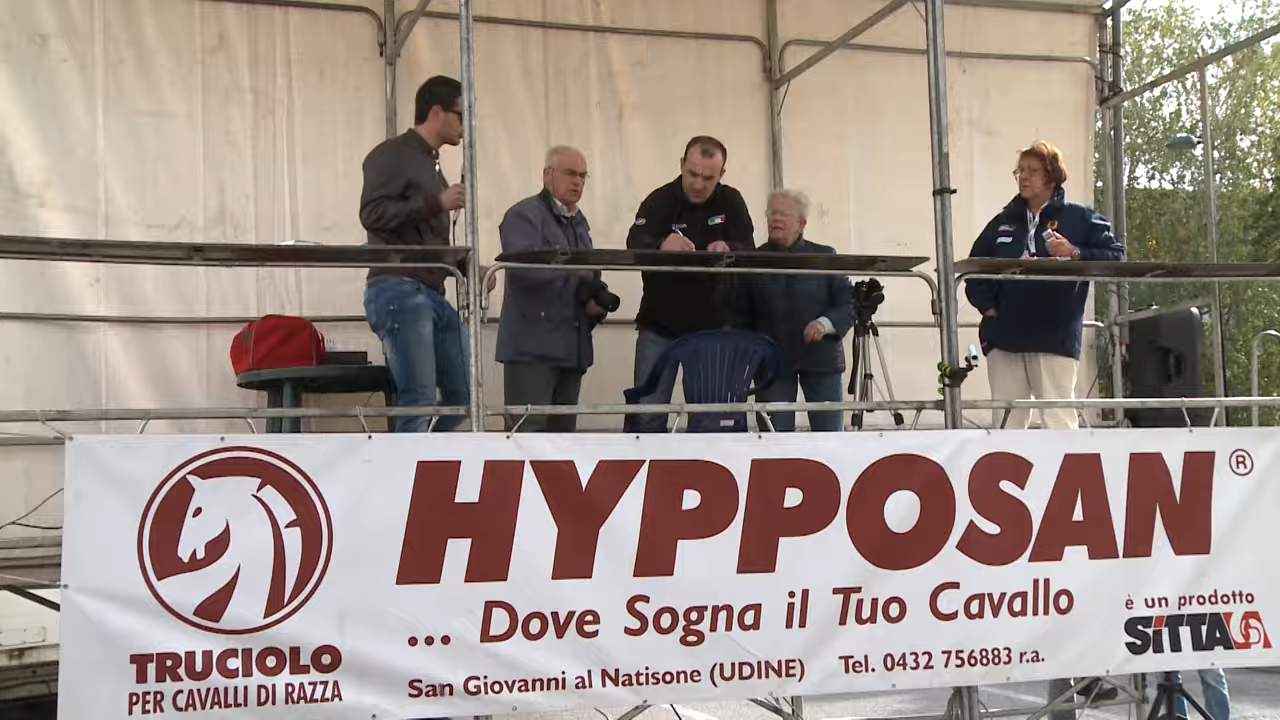 HYPPOSAN®
... Dove Sogna il Tuo Cavallo
San Giovanni al Natisone (UDINE) Tel. 0432 756883 r.a.
TRUCIOLO
PER CAVALLI DI RAZZA
è un prodotto
SITTA